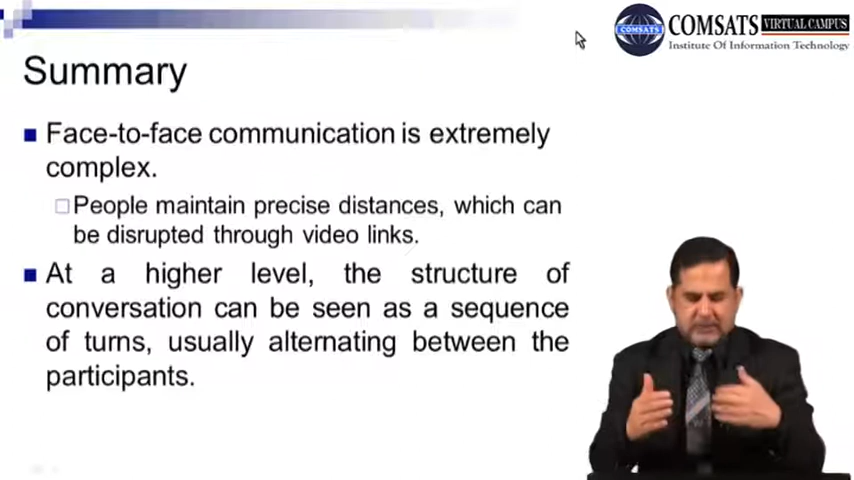 COMSATS VIRTUAL CAMPUS
COMSATS
Institute Of Information Technology
Summary
Face-to-face communication is extremely
complex.
People maintain precise distances, which can
be disrupted through video links.
At a higher level, the structure of
conversation can be seen as a sequence
of turns, usually alternating between the
participants.